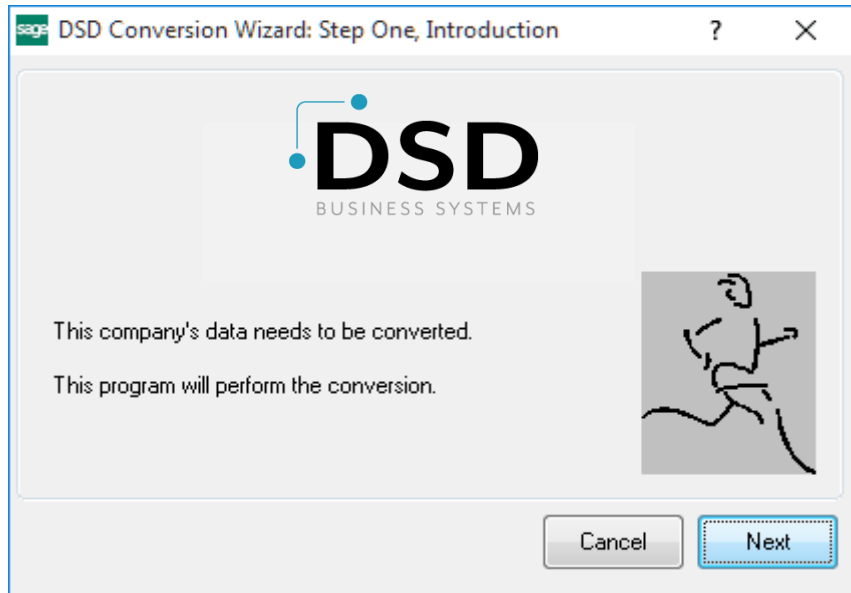 sage DSD Conversion Wizard: Step One, Introduction ? ×
DSD
BUSINESS SYSTEMS
This company's data needs to be converted.
This program will perform the conversion.
Cancel Next